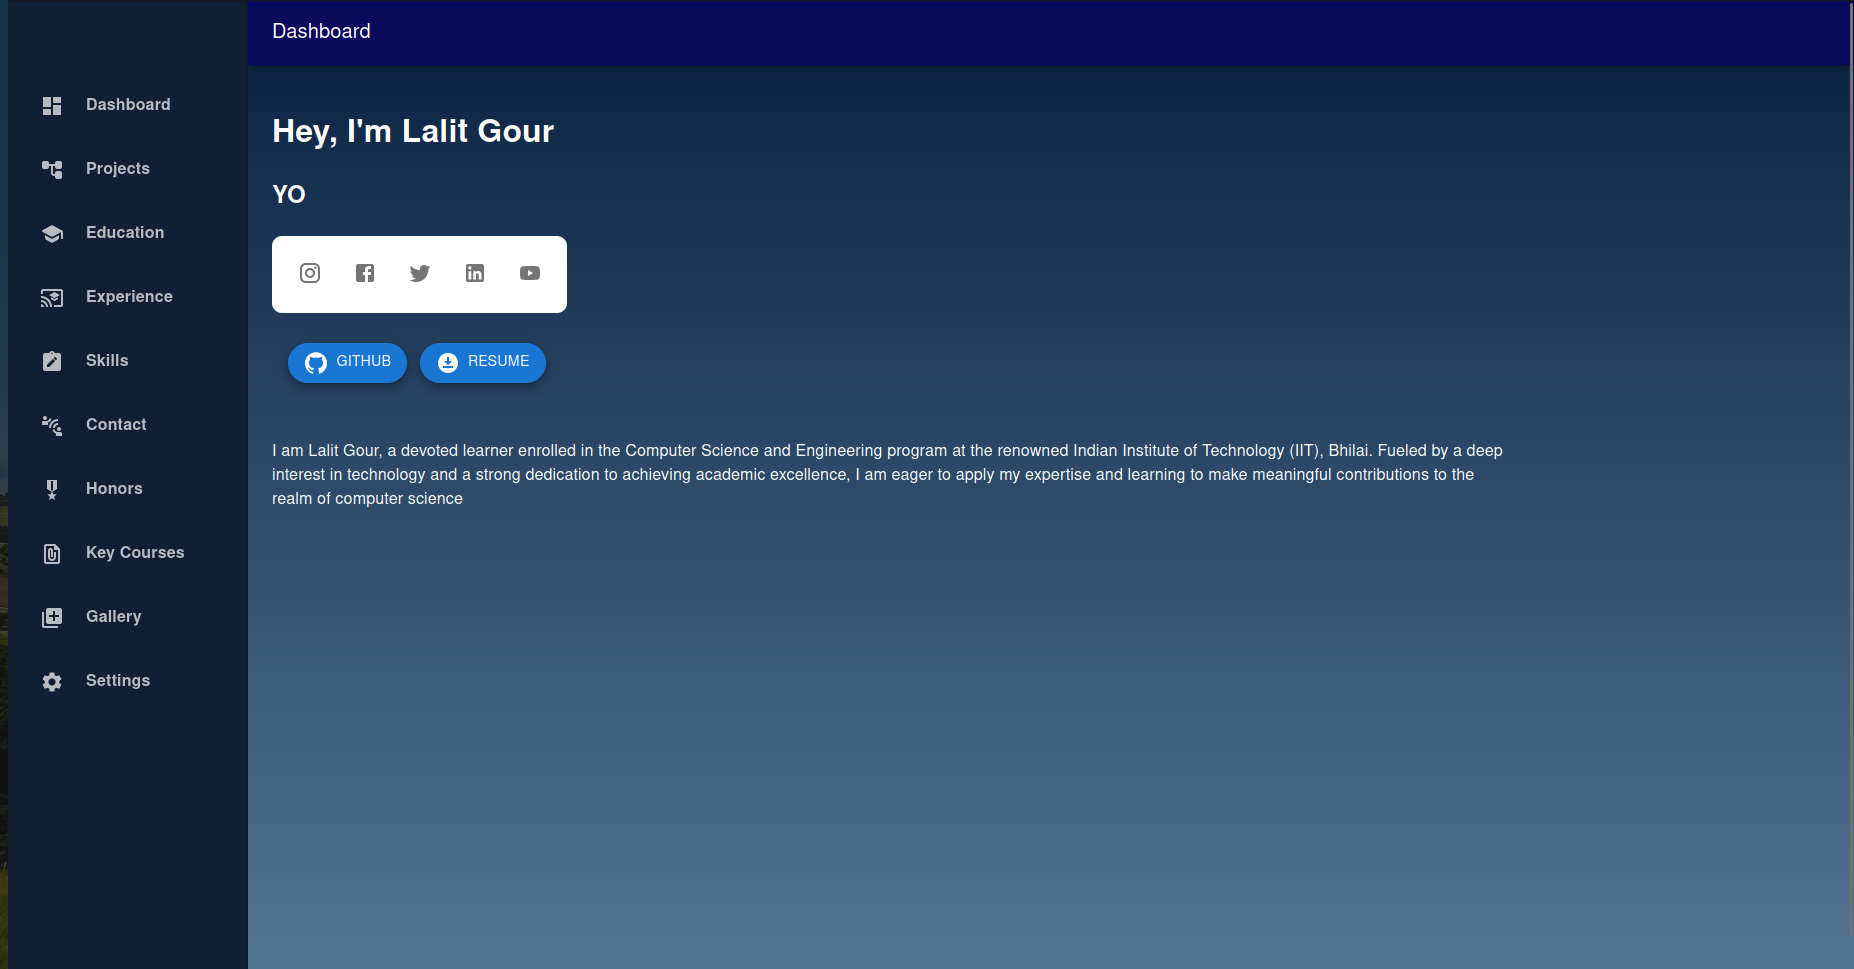 Dashboard
Dashboard
Projects
Education
Experience
Skills
Contact
Honors
Key Courses
Gallery
Settings
Hey, I'm Lalit Gour
YO
GITHUB
RESUME
I am Lalit Gour, a devoted learner enrolled in the Computer Science and Engineering program at the renowned Indian Institute of Technology (IIT), Bhilai. Fueled by a deep
interest in technology and a strong dedication to achieving academic excellence, I am eager to apply my expertise and learning to make meaningful contributions to the
realm of computer science